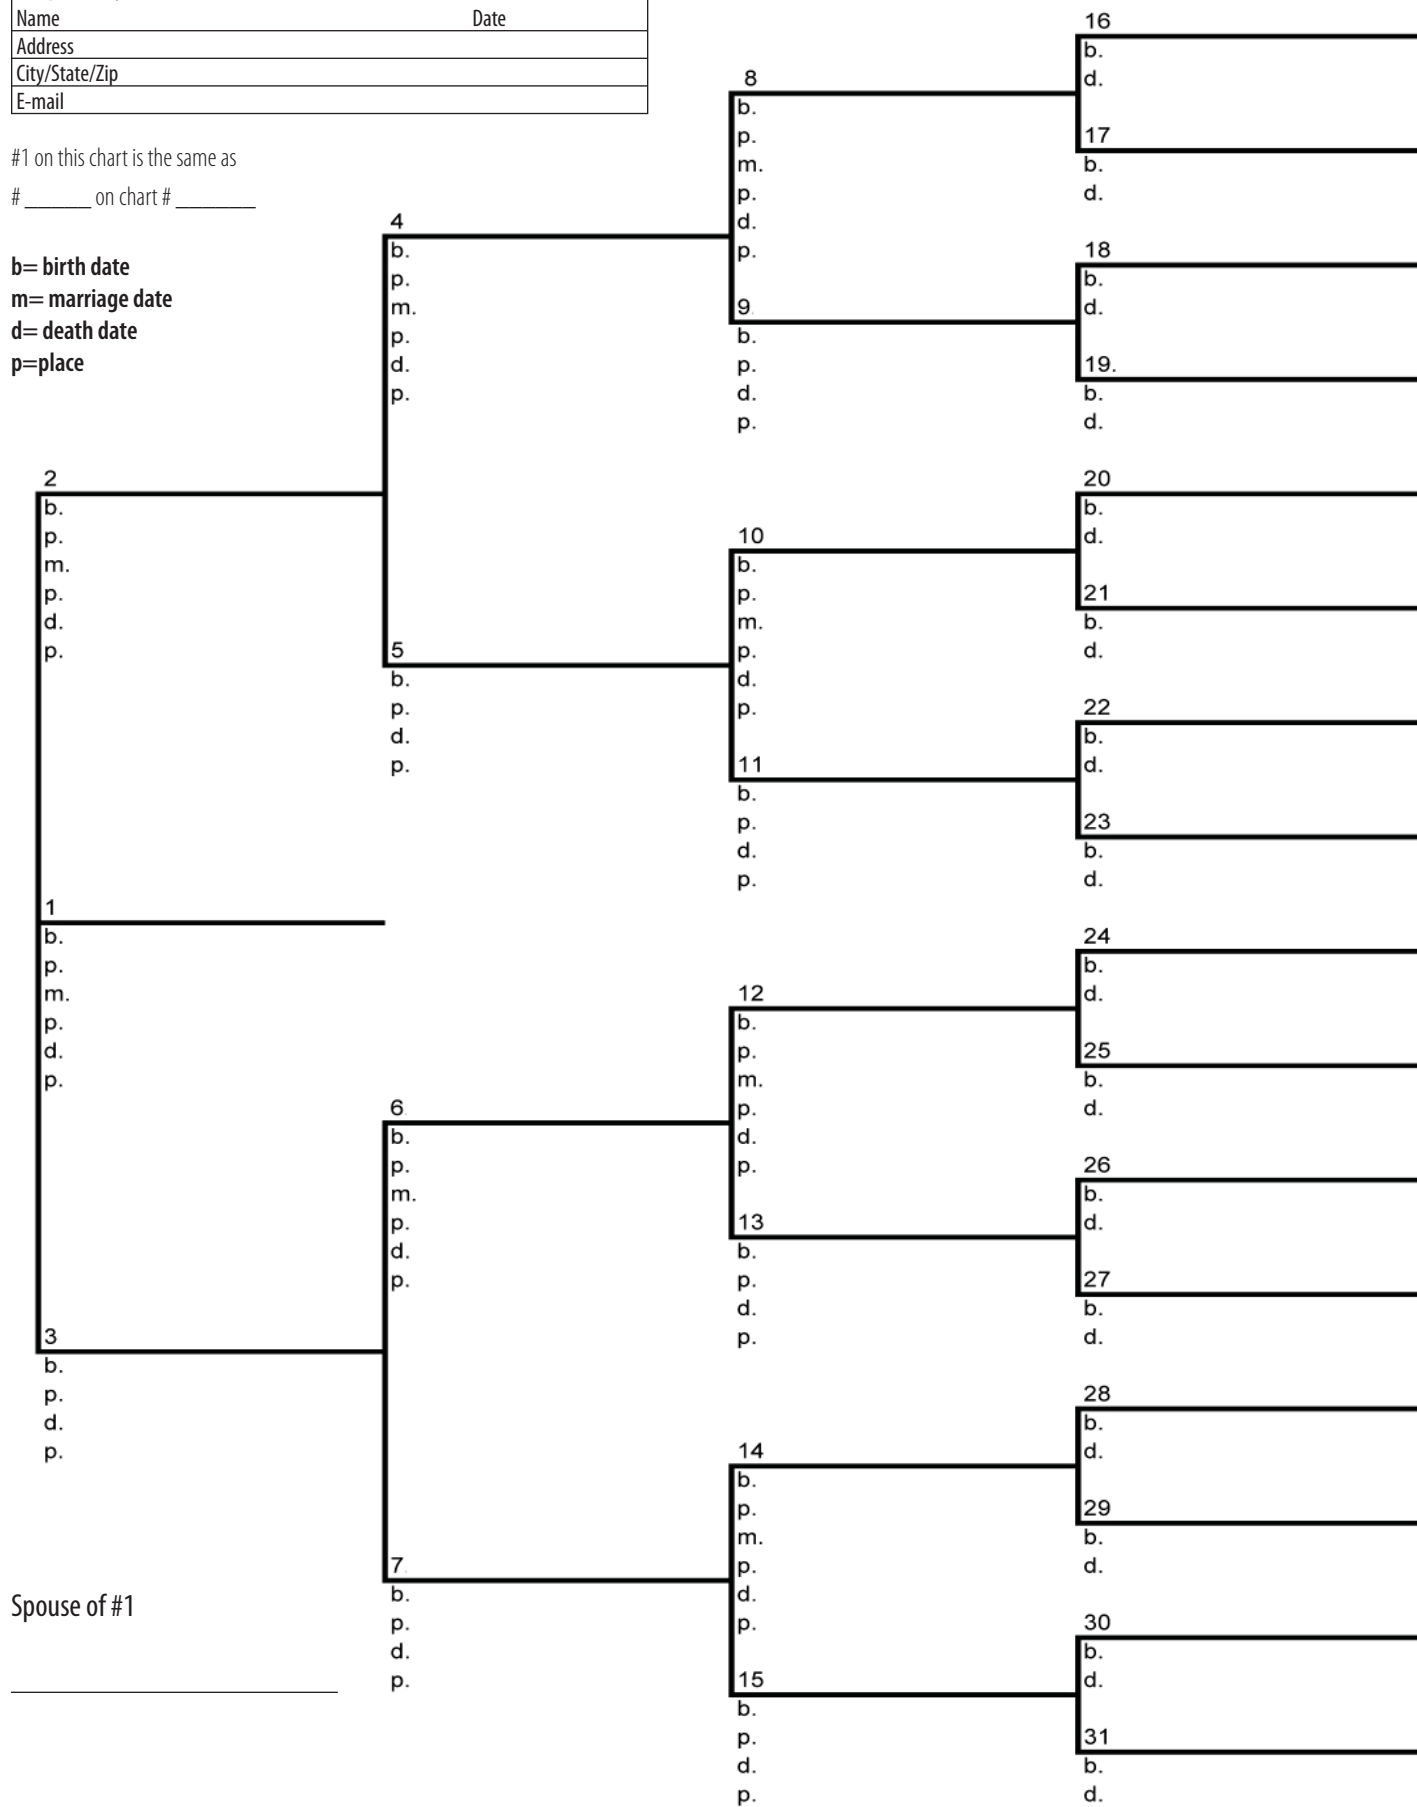 Name Date
Address
City/State/Zip
E-mail
#1 on this chart is the same as
# _____ on chart # ______
b= birth date
m= marriage date
d= death date
p=place
2
b.
p.
m.
p.
d.
p.
1
b.
p.
m.
p.
d.
p.
3
b.
p.
d.
p.
Spouse of #1
4
b.
p.
m.
p.
d.
p.
5
b.
p.
d.
p.
6
b.
p.
m.
p.
d.
p.
7
b.
p.
d.
p.
8
b.
p.
m.
p.
d.
p.
9
b.
p.
d.
p.
10
b.
p.
m.
p.
d.
p.
11
b.
p.
d.
p.
12
b.
p.
m.
p.
d.
p.
13
b.
p.
d.
p.
14
b.
p.
m.
p.
d.
p.
15
b.
p.
d.
p.
16
b.
d.
17
b.
d.
18
b.
d.
19.
b.
d.
20
b.
d.
21
b.
d.
22
b.
d.
23
b.
d.
24
b.
d.
25
b.
d.
26
b.
d.
27
b.
d.
28
b.
d.
29
b.
d.
30
b.
d.
31
b.
d.